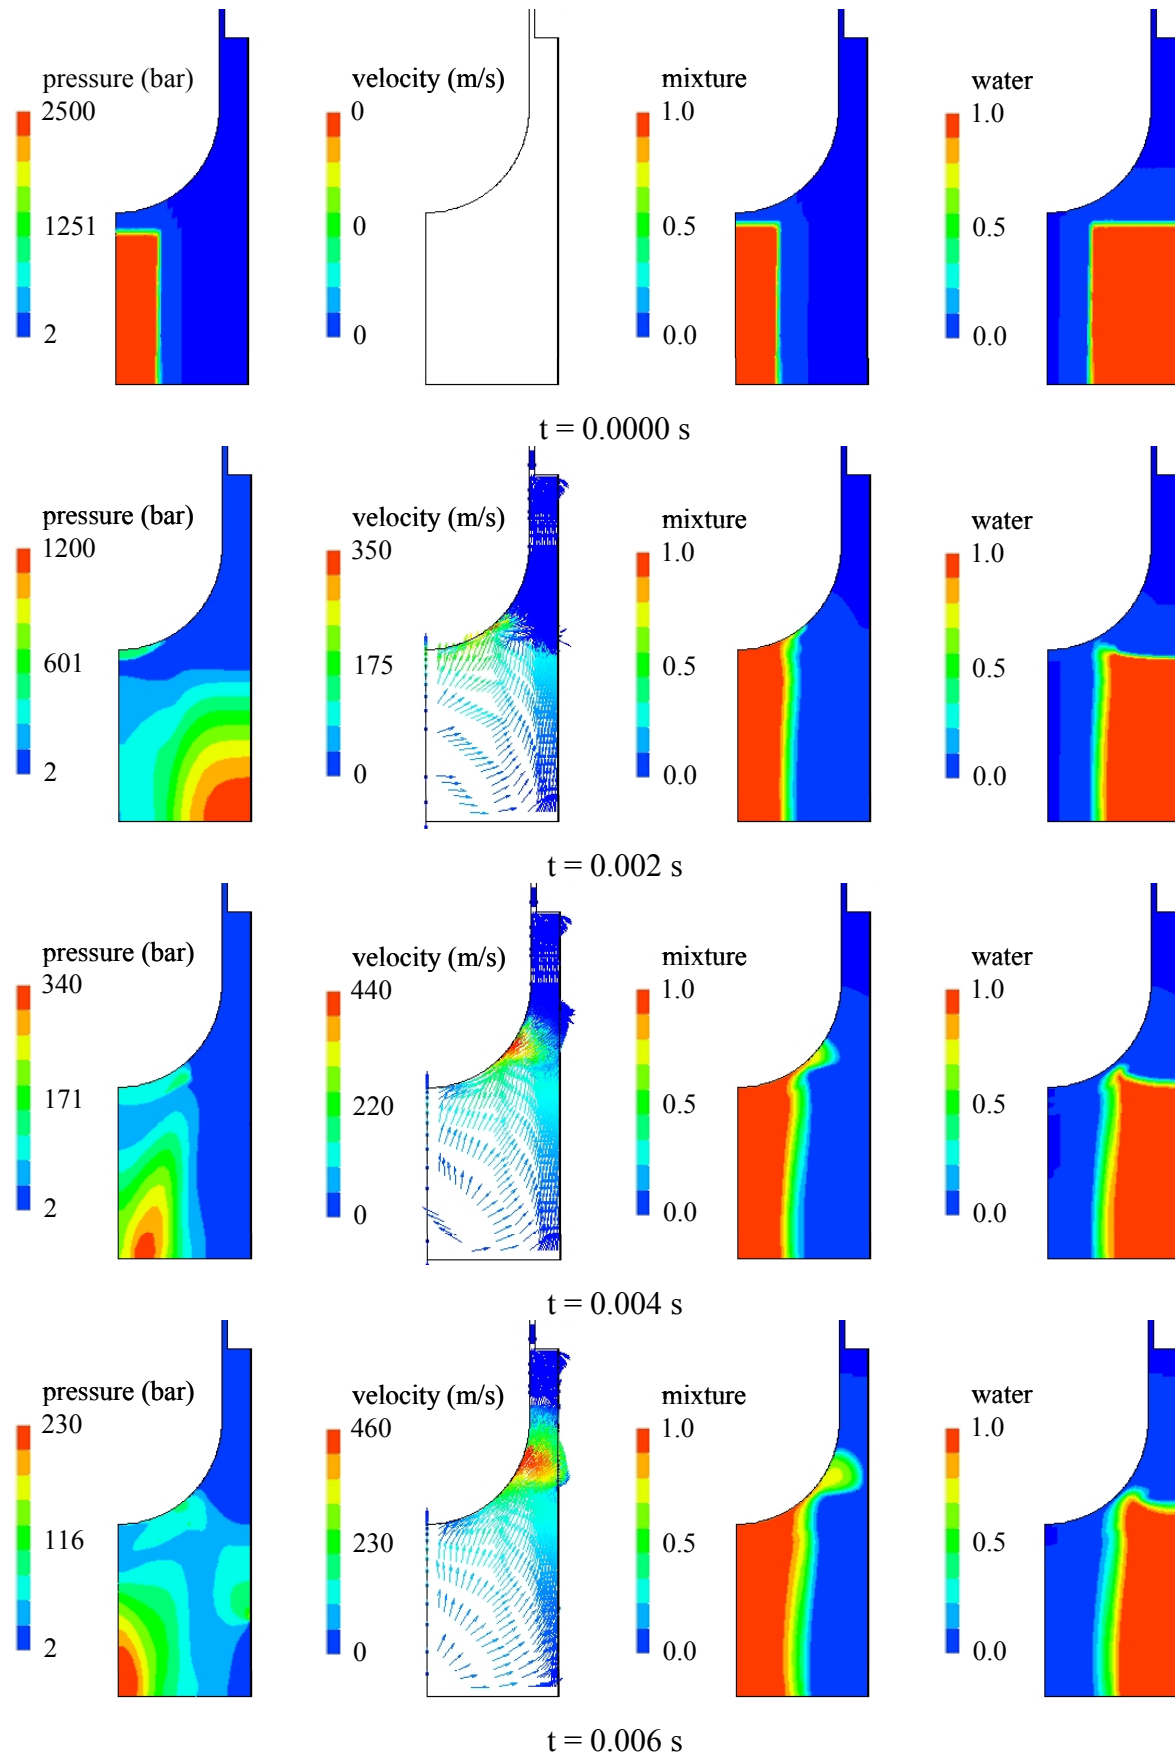 pressure (bar) velocity (m/s) mixture water
2500 0 1.0 1.0
1251 0 0.5 0.5
2 0 0.0 0.0
t = 0.0000 s
pressure (bar) velocity (m/s) mixture water
1200 350 1.0 1.0
601 175 0.5 0.5
2 0 0.0 0.0
t = 0.002 s
pressure (bar) velocity (m/s) mixture water
340 440 1.0 1.0
171 220 0.5 0.5
2 0 0.0 0.0
t = 0.004 s
pressure (bar) velocity (m/s) mixture water
230 460 1.0 1.0
116 230 0.5 0.5
2 0 0.0 0.0
t = 0.006 s